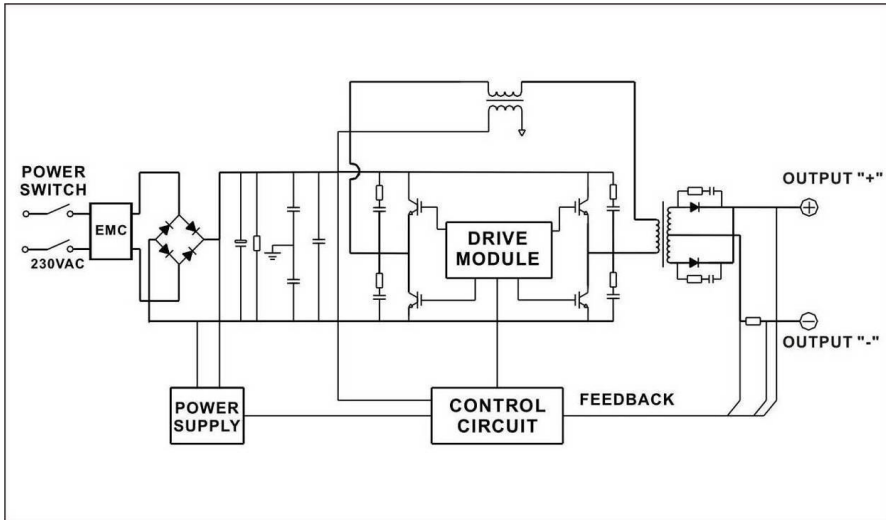 POWER
SWITCH
EMC
230VAC
DRIVE
MODULE
OUTPUT "+"
OUTPUT "-"
POWER
SUPPLY
CONTROL
CIRCUIT
FEEDBACK